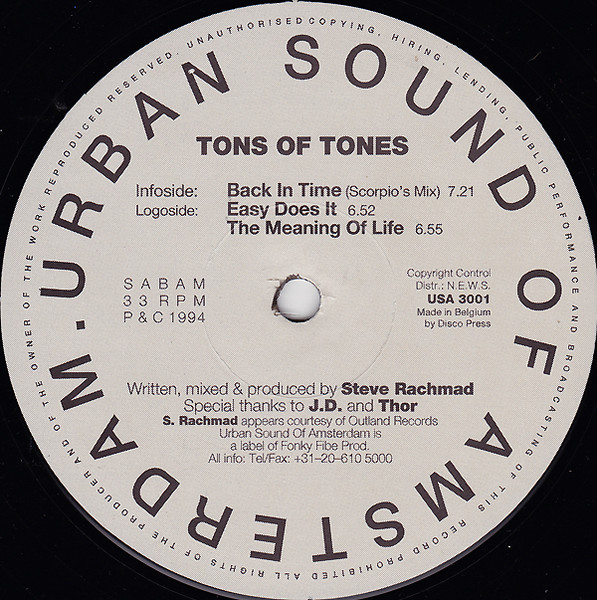 ALL RIGHTS OF THE PRODUCER AND OF THE OWNER OF THE WORK REPRODUCED RESERVED. UNAUTHORISED COPYING, HIRING, LENDING, PUBLIC PERFORMANCE AND BROADCASTING OF THIS RECORD PROHIBITED
URBAN SOUND OF AMSTERDAM.
TONS OF TONES
Infoside: Back In Time (Scorpio's Mix) 7.21
Logoside: Easy Does It 6.52
The Meaning Of Life 6.55
SABAM
33 RPM
P & C 1994
Copyright Control
Distr.: N.E.W.S.
USA 3001
Made in Belgium
by Disco Press
Written, mixed & produced by Steve Rachmad
Special thanks to J.D. and Thor
S. Rachmad appears courtesy of Outland Records
Urban Sound Of Amsterdam is
a label of Fonky Fibe Prod.
All info: Tel/Fax: +31-20-610 5000